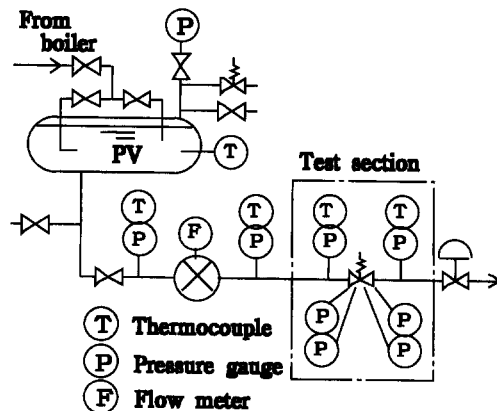 From
boiler
P
PV
T
Test section
T
P
F
T
P
T
P
T
P
P
P
P
P
T Thermocouple
P Pressure gauge
F Flow meter